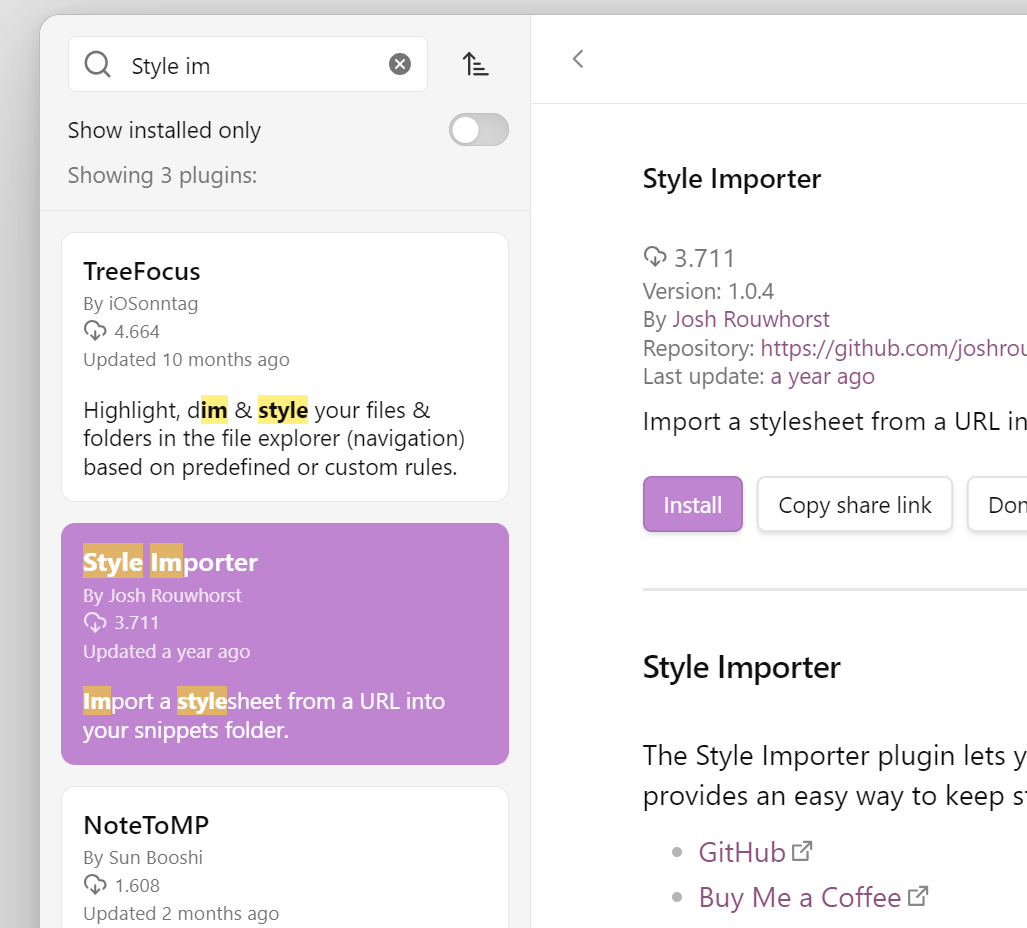 Style im
Show installed only
Showing 3 plugins:
TreeFocus
By iOSonntag
4.664
Updated 10 months ago
Highlight, dim & style your files &
folders in the file explorer (navigation)
based on predefined or custom rules.
Style Importer
By Josh Rouwhorst
3.711
Updated a year ago
Import a stylesheet from a URL into
your snippets folder.
NoteToMP
By Sun Booshi
1.608
Updated 2 months ago
Style Importer
3.711
Version: 1.0.4
By Josh Rouwhorst
Repository: https://github.com/joshrou
Last update: a year ago
Import a stylesheet from a URL in
Install
Copy share link
Don
Style Importer
The Style Importer plugin lets y
provides an easy way to keep st
GitHub
Buy Me a Coffee